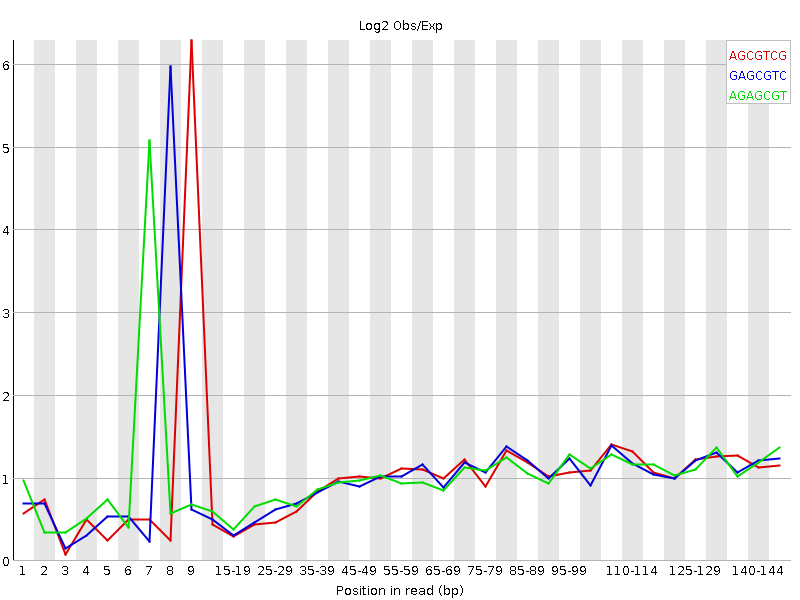 Log2 Obs/Exp
AGCGTCG
GAGCGTC
AGAGCGT
6
5
4
3
2
1
0
1 2 3 4 5 6 7 8 9 15-19 25-29 35-39 45-49 55-59 65-69 75-79 85-89 95-99 110-114 125-129 140-144
Position in read (bp)